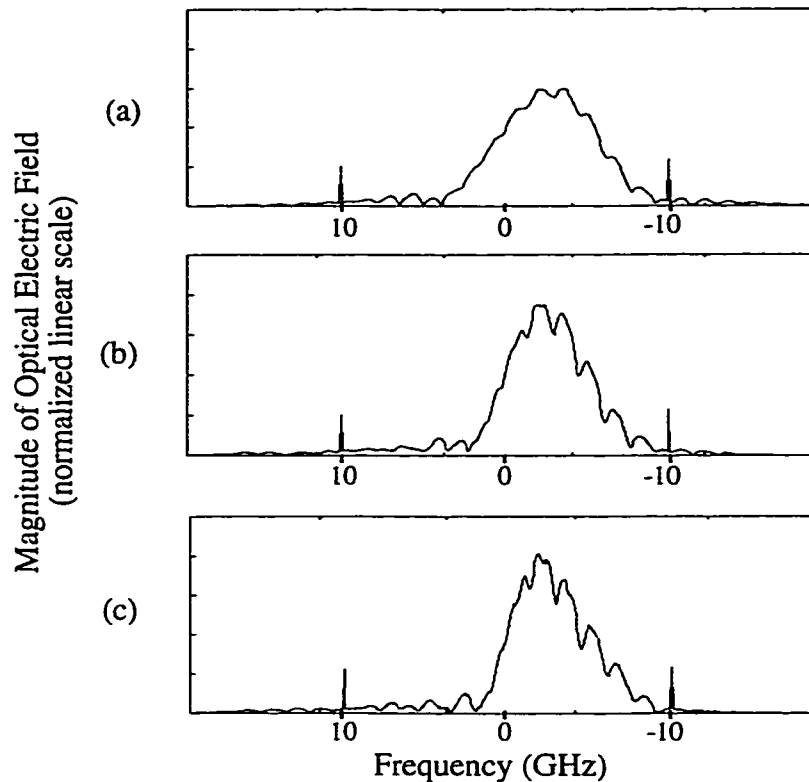 Magnitude of Optical Electric Field
(normalized linear scale)
(a)
10 0 -10
(b)
10 0 -10
(c)
10 0 -10
Frequency (GHz)